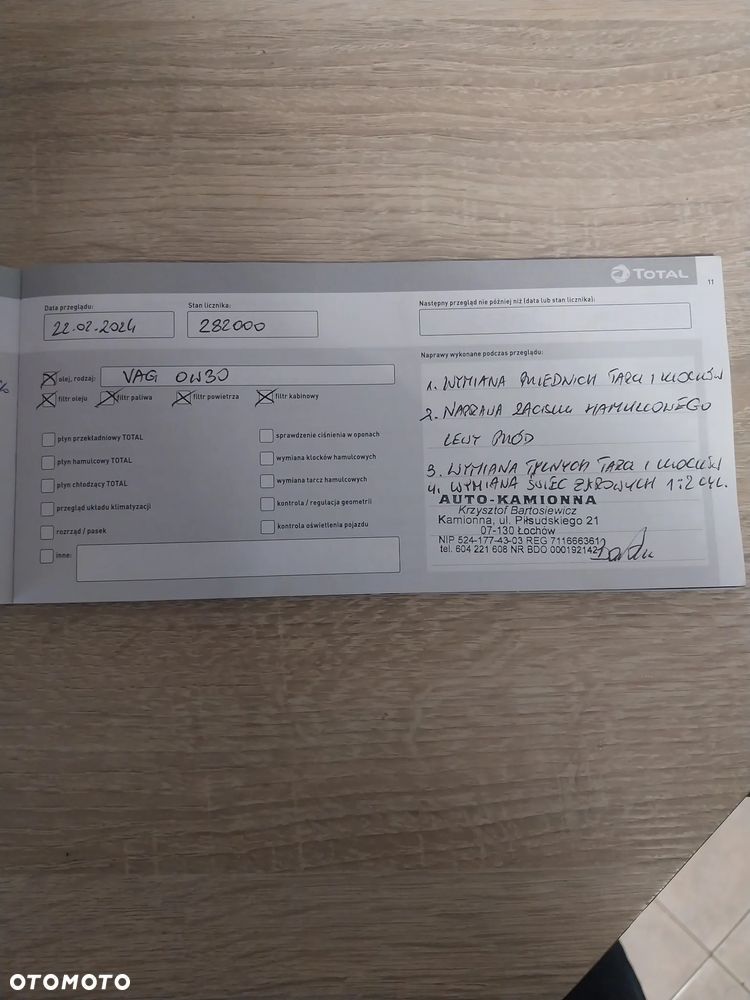 TOTAL
11
Data przeglądu:
22.02.2024
Stan licznika:
282000
Następny przegląd nie później niż (data lub stan licznika):
olej, rodzaj:
VAG 0W30
filtr oleju
filtr paliwa
filtr powietrza
filtr kabinowy
płyn przekładniowy TOTAL
płyn hamulcowy TOTAL
płyn chłodzący TOTAL
przegląd układu klimatyzacji
rozrząd / pasek
inne:
sprawdzenie ciśnienia w oponach
wymiana klocków hamulcowych
wymiana tarcz hamulcowych
kontrola / regulacja geometrii
kontrola oświetlenia pojazdu
Naprawy wykonane podczas przeglądu:
1. WYMIANA PRZEDNICH TARCZ I KLOCKÓW
2. NAPRAWA ZACISKU HAMULCOWEGO
LEWY PRZÓD
3. WYMIANA TYLNYCH TARCZ I KLOCKÓW
4. WYMIANA ŚWIEC ŻAROWYCH 1 i 2 CYL.
AUTO-KAMIONNA
Krzysztof Bartosiewicz
Kamionna, ul. Piłsudskiego 21
07-130 Łochów
NIP 524-177-43-03 REG 711666361
tel. 604 221 608 NR BDO 000192142
%
OTOMOTO